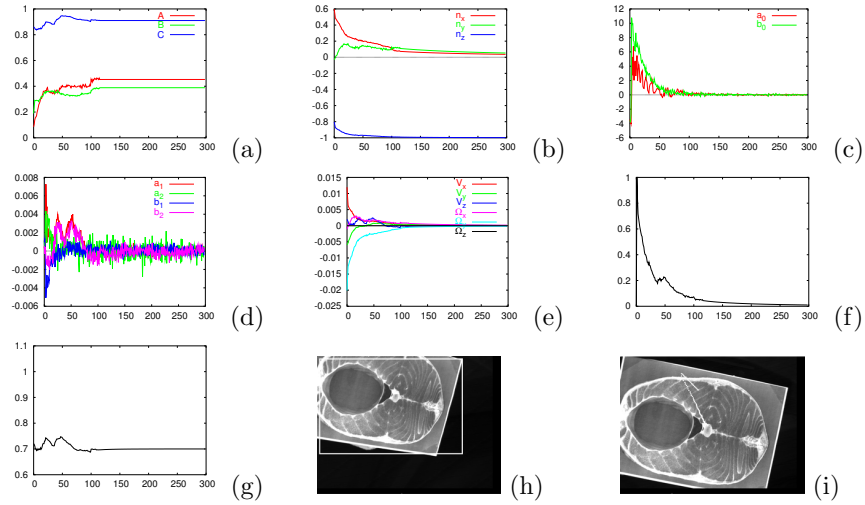 1
0.8
0.6
0.4
0.2
0
0 50 100 150 200 250 300
A
B
C
(a)
0.6
0.4
0.2
0
-0.2
-0.4
-0.6
-0.8
-1
0 50 100 150 200 250 300
n_x
n_y
n_z
(b)
12
10
8
6
4
2
0
-2
-4
-6
0 50 100 150 200 250 300
a_0
b_0
(c)
0.008
0.006
0.004
0.002
0
-0.002
-0.004
-0.006
0 50 100 150 200 250 300
a_1
a_2
b_1
b_2
(d)
0.015
0.01
0.005
0
-0.005
-0.01
-0.015
-0.02
-0.025
0 50 100 150 200 250 300
V_x
V_y
V_z
Ω_x
Ω_z
(e)
1
0.8
0.6
0.4
0.2
0
0 50 100 150 200 250 300
(f)
1.1
1
0.9
0.8
0.7
0.6
0 50 100 150 200 250 300
(g)
(h)
(i)